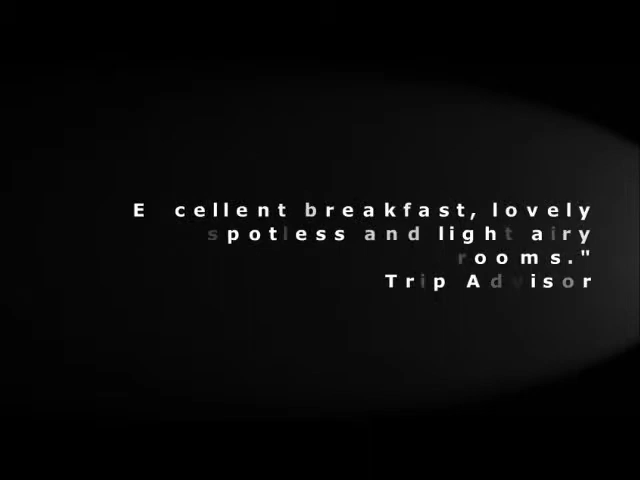 E cellent breakfast, lovely
spotless and light airy
rooms."
Trip Advisor